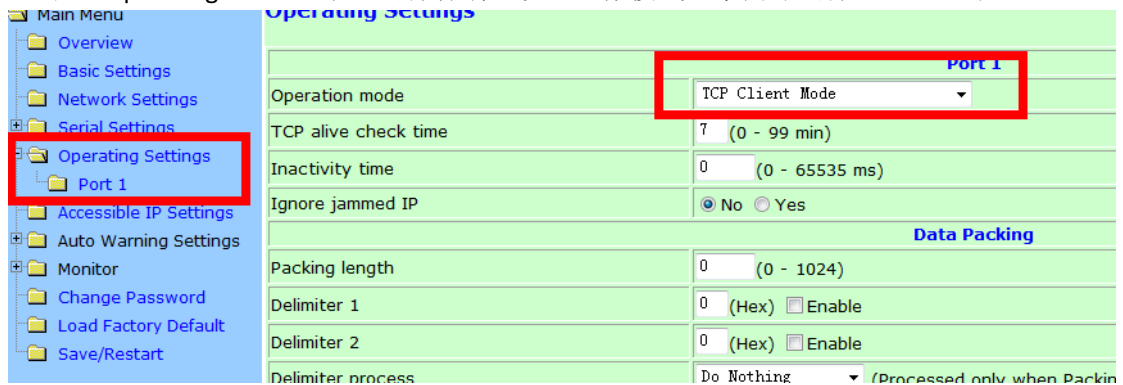 Main Menu
Overview
Basic Settings
Network Settings
Serial Settings
Operating Settings
Port 1
Accessible IP Settings
Auto Warning Settings
Monitor
Change Password
Load Factory Default
Save/Restart
Operating Settings
Port 1
Operation mode TCP Client Mode
TCP alive check time 7 (0 - 99 min)
Inactivity time 0 (0 - 65535 ms)
Ignore jammed IP No Yes
Data Packing
Packing length 0 (0 - 1024)
Delimiter 1 0 (Hex) Enable
Delimiter 2 0 (Hex) Enable
Delimiter process Do Nothing (Processed only when Packin